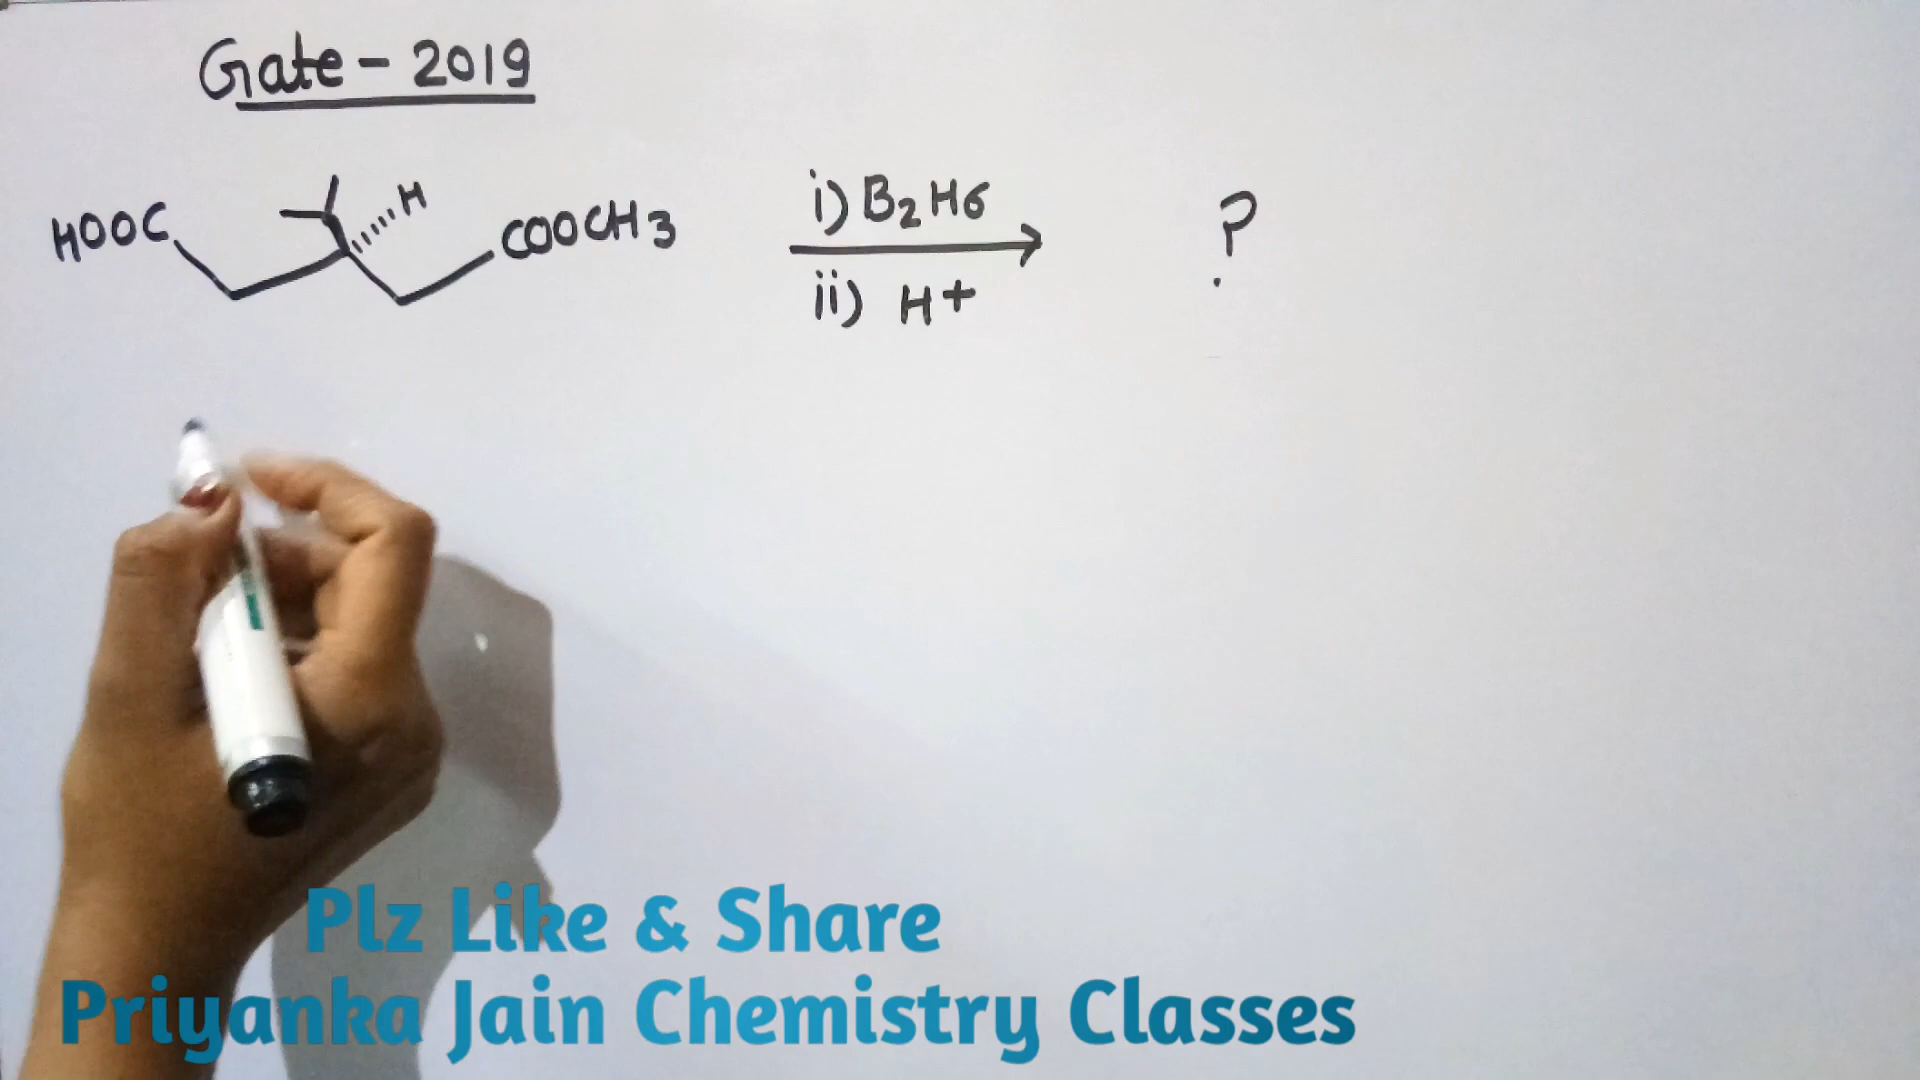 Gate - 2019
HOOC H COOCH3
i) B2H6
ii) H+
?
Plz Like & Share
Priyanka Jain Chemistry Classes